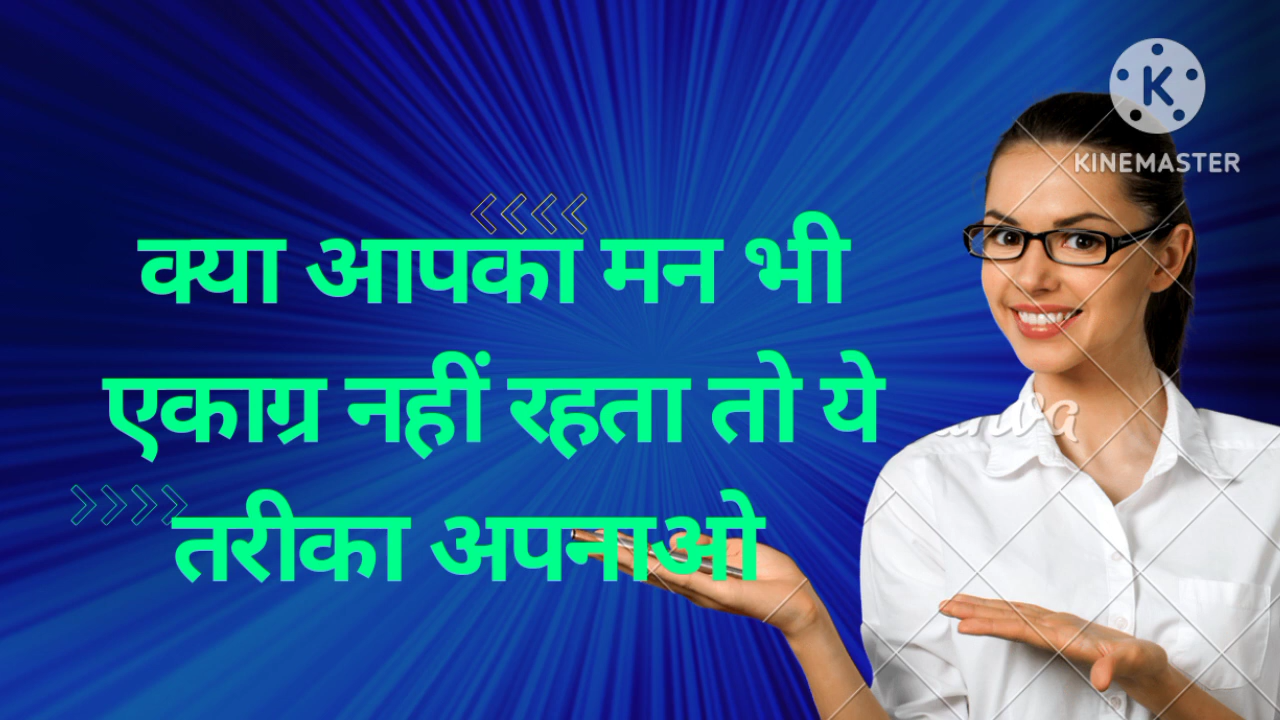 KINEMASTER
क्या आपका मन भी
एकाग्र नहीं रहता तो ये
तरीका अपनाओ